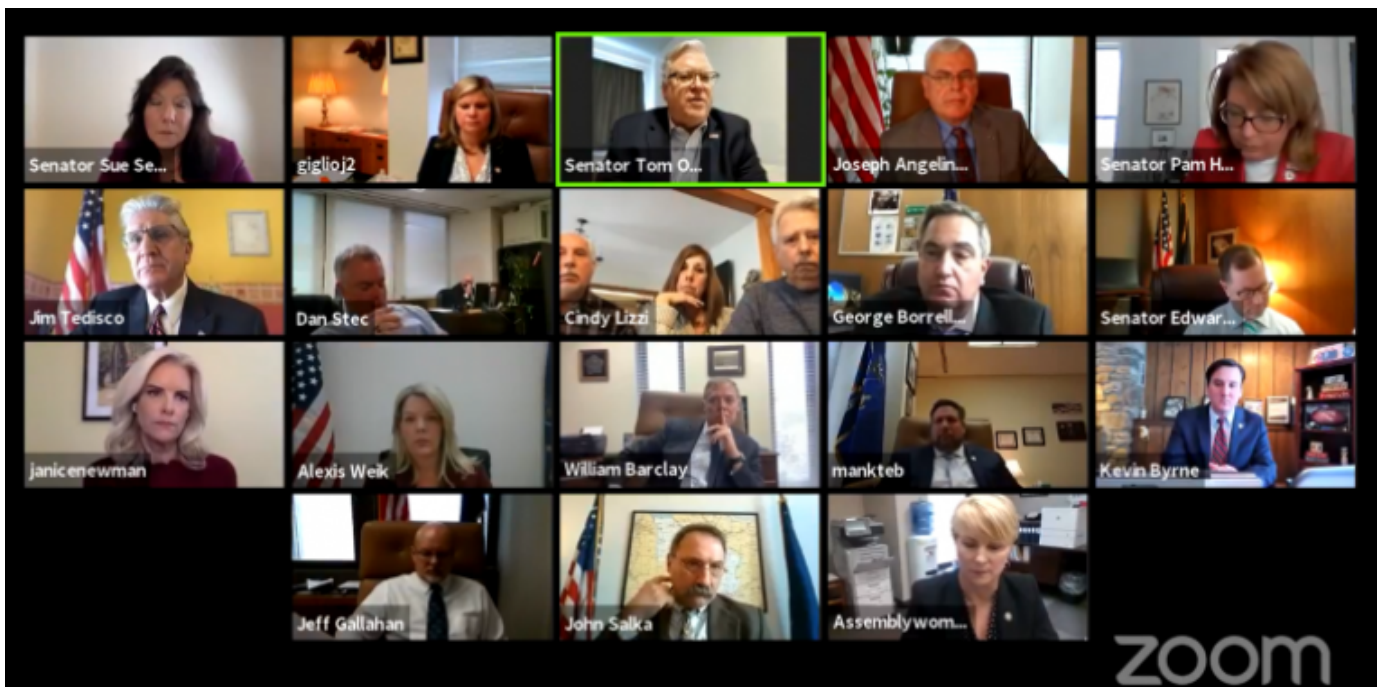 Senator Sue Se...
giglioj2
Senator Tom O...
Joseph Angelin...
Senator Pam H...
Jim Tedisco
Dan Stec
Cindy Lizzi
George Borrell...
Senator Edwar...
janicenewman
Alexis Weik
William Barclay
mankteb
Kevin Byrne
Jeff Gallahan
John Salka
Assemblywom...
zoom